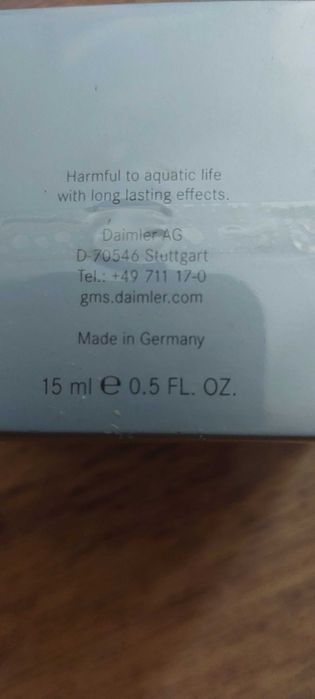 Harmful to aquatic life
with long lasting effects.
Daimler AG
D-70546 Stuttgart
Tel.: +49 711 17-0
gms.daimler.com
Made in Germany
15 ml ℮ 0.5 FL. OZ.